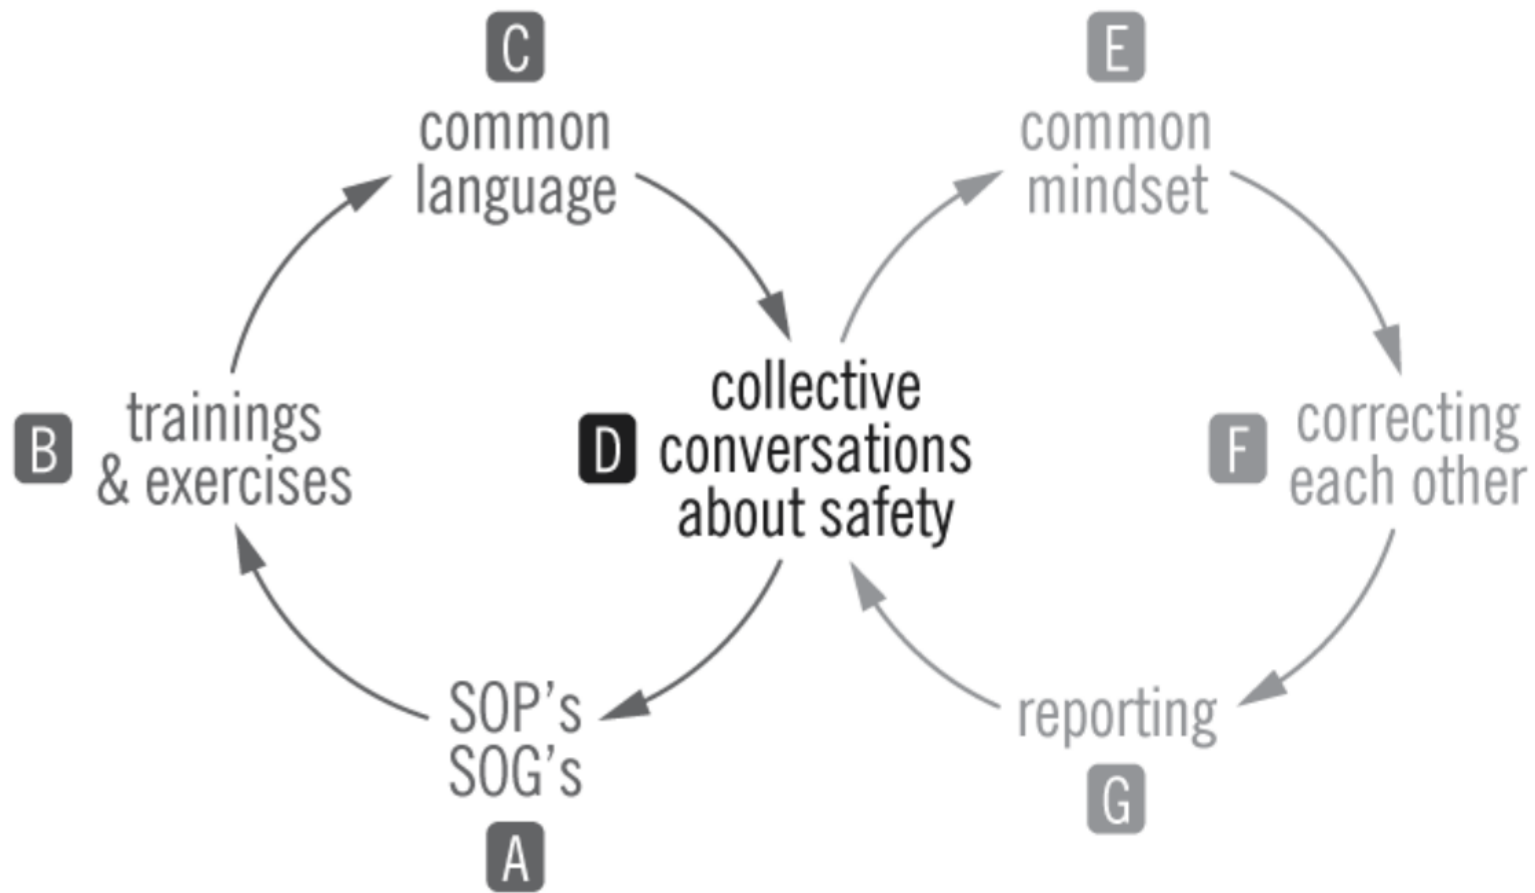 C
common
language
E
common
mindset
B
trainings
& exercises
D
collective
conversations
about safety
F
correcting
each other
SOP's
SOG's
A
reporting
G